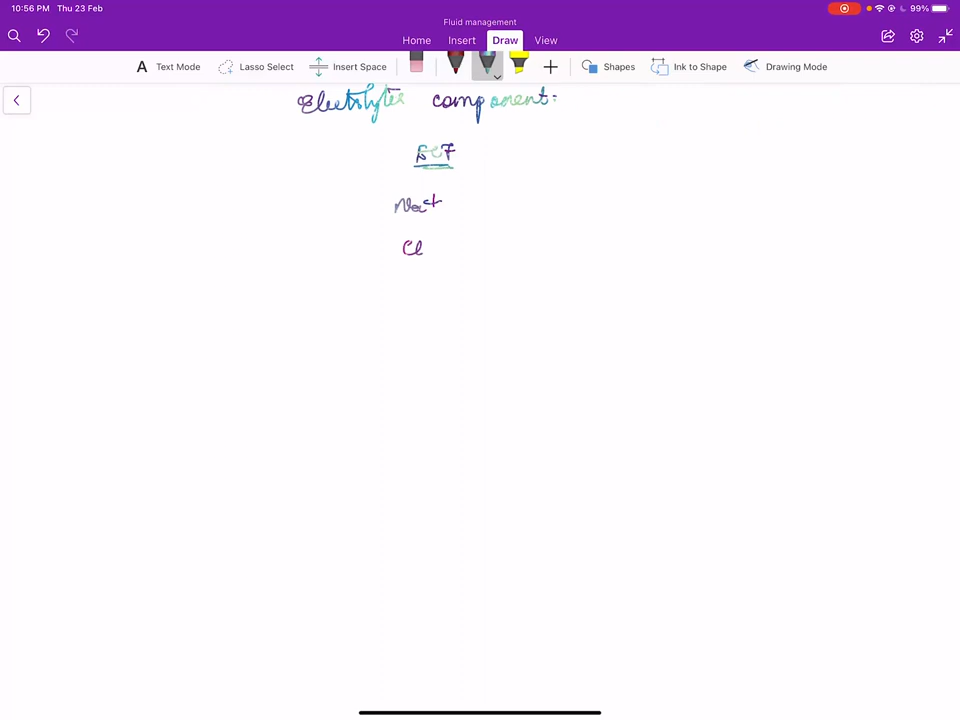 10:56 PM Thu 23 Feb 99%
Fluid management
Home Insert Draw View
A Text Mode Lasso Select Insert Space Shapes Ink to Shape Drawing Mode
Electrolytes component:
ECF
Na+
Cl